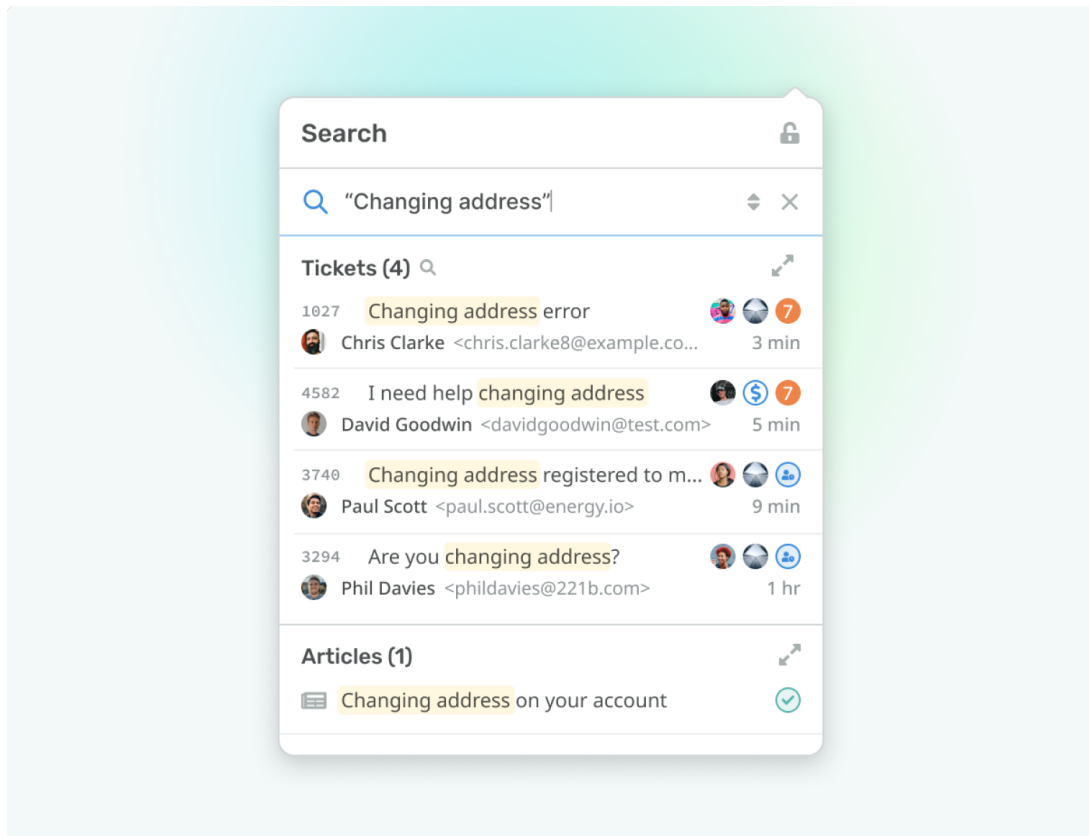 Search
“Changing address”
Tickets (4)
1027 Changing address error 7
Chris Clarke <chris.clarke8@example.co... 3 min
4582 I need help changing address $ 7
David Goodwin <davidgoodwin@test.com> 5 min
3740 Changing address registered to m...
Paul Scott <paul.scott@energy.io> 9 min
3294 Are you changing address?
Phil Davies <phildavies@221b.com> 1 hr
Articles (1)
Changing address on your account